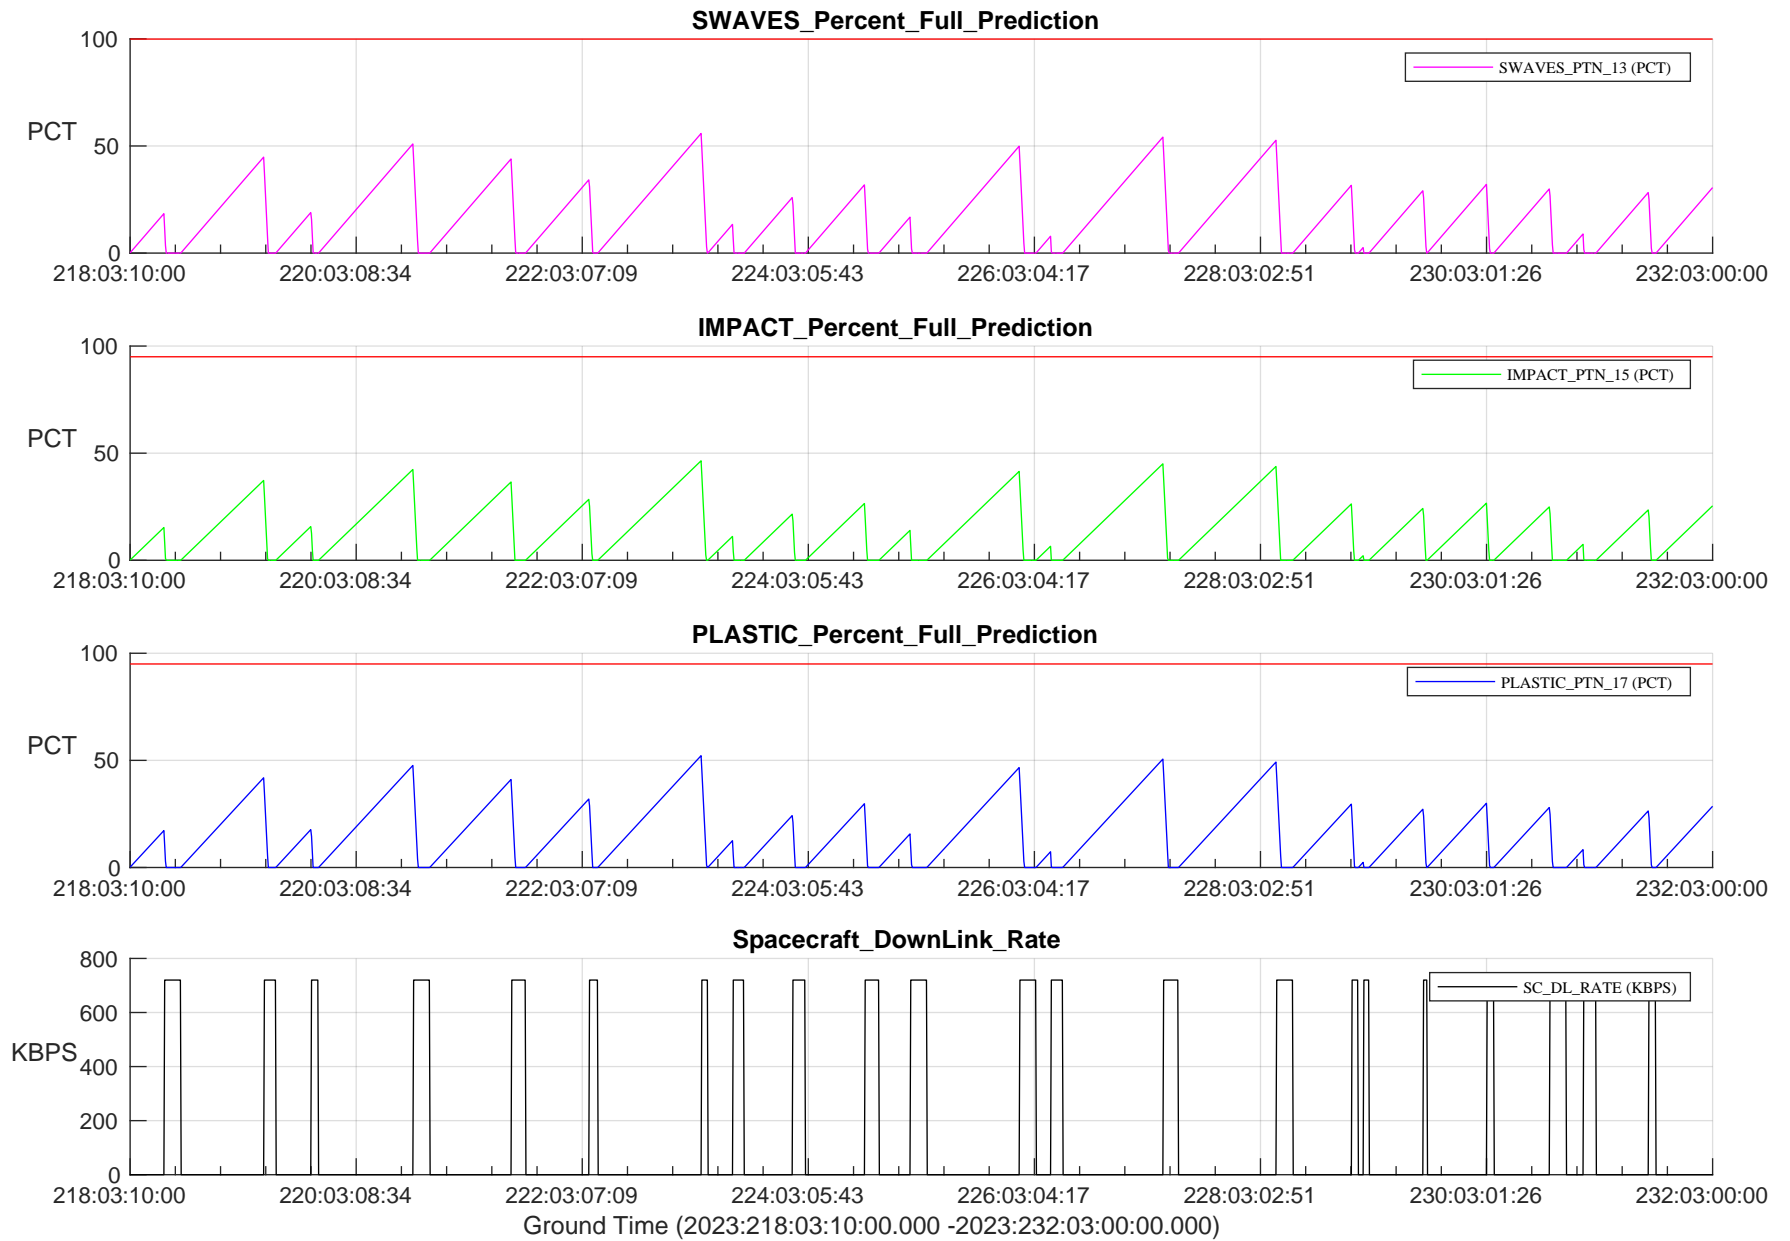 SWAVES_Percent_Full_Prediction
100
SWAVES_PTN_13 (PCT)
PCT
50
0
218:03:10:00 220:03:08:34 222:03:07:09 224:03:05:43 226:03:04:17 228:03:02:51 230:03:01:26 232:03:00:00
IMPACT_Percent_Full_Prediction
100
IMPACT_PTN_15 (PCT)
PCT
50
0
218:03:10:00 220:03:08:34 222:03:07:09 224:03:05:43 226:03:04:17 228:03:02:51 230:03:01:26 232:03:00:00
PLASTIC_Percent_Full_Prediction
100
PLASTIC_PTN_17 (PCT)
PCT
50
0
218:03:10:00 220:03:08:34 222:03:07:09 224:03:05:43 226:03:04:17 228:03:02:51 230:03:01:26 232:03:00:00
Spacecraft_DownLink_Rate
800
SC_DL_RATE (KBPS)
600
KBPS
400
200
0
218:03:10:00 220:03:08:34 222:03:07:09 224:03:05:43 226:03:04:17 228:03:02:51 230:03:01:26 232:03:00:00
Ground Time (2023:218:03:10:00.000 -2023:232:03:00:00.000)